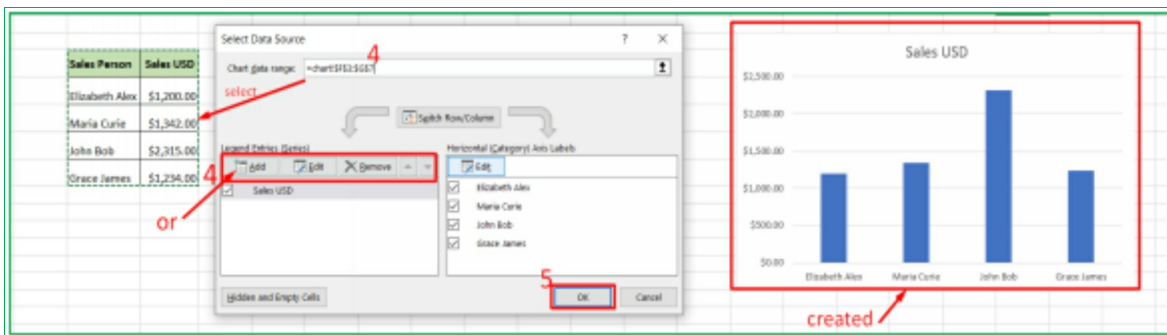 Sales Person Sales USD
Elizabeth Alex $1,200.00
Maria Curie $1,342.00
John Bob $2,315.00
Grace James $1,234.00
Select Data Source ? ×
4
Chart data range: =chart!$F$3:$G$7
select
Switch Row/Column
Legend Entries (Series)
Add Edit Remove
4
Sales USD
or
Horizontal (Category) Axis Labels
Edit
Elizabeth Alex
Maria Curie
John Bob
Grace James
5
Hidden and Empty Cells OK Cancel
Sales USD
$2,500.00
$2,000.00
$1,500.00
$1,000.00
$500.00
$0.00
Elizabeth Alex Maria Curie John Bob Grace James
created